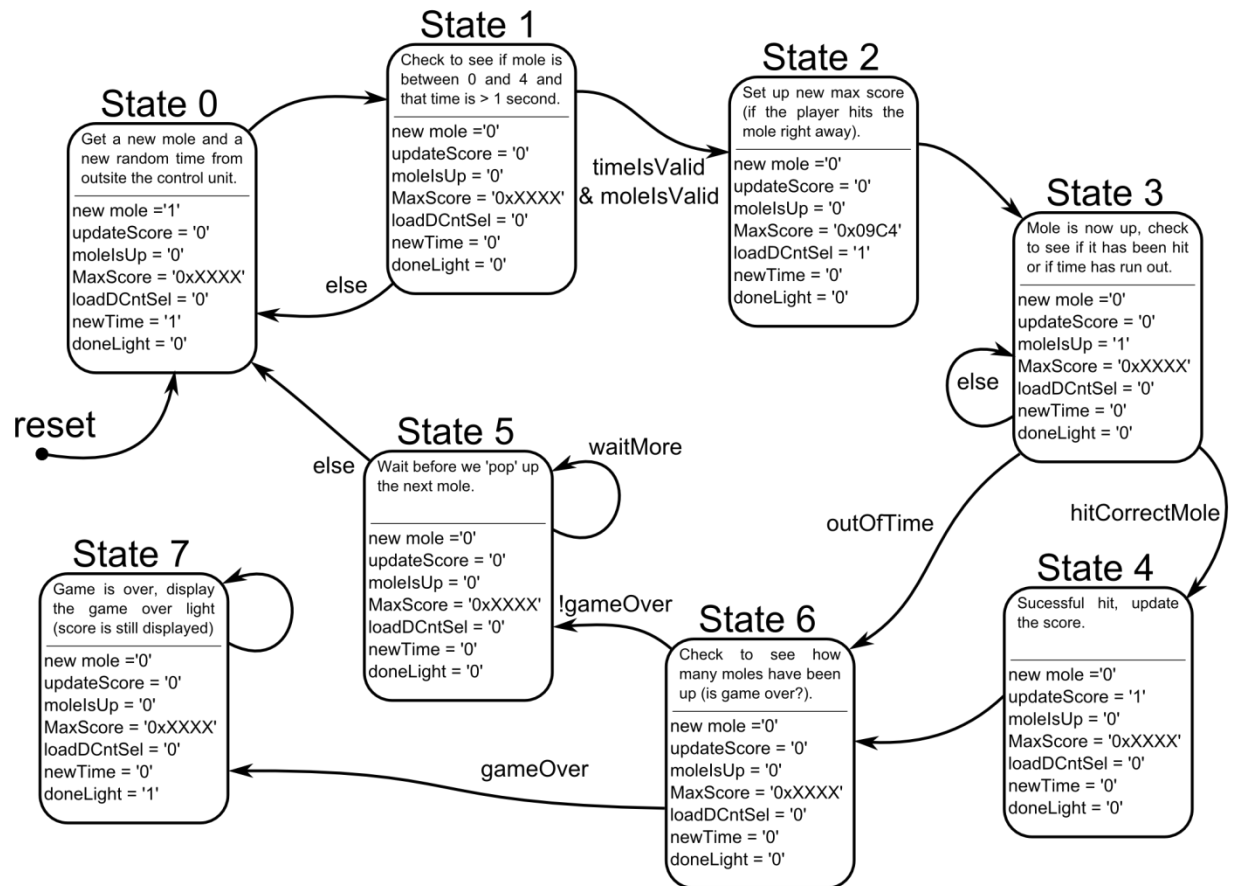 State 0
Get a new mole and a
new random time from
outsite the control unit.
new mole ='1'
updateScore = '0'
moleIsUp = '0'
MaxScore = '0xXXXX'
loadDCntSel = '0'
newTime = '1'
doneLight = '0'
State 1
Check to see if mole is
between 0 and 4 and
that time is > 1 second.
new mole ='0'
updateScore = '0'
moleIsUp = '0'
MaxScore = '0xXXXX'
loadDCntSel = '0'
newTime = '0'
doneLight = '0'
else
timeIsValid
& moleIsValid
State 2
Set up new max score
(if the player hits the
mole right away).
new mole ='0'
updateScore = '0'
moleIsUp = '0'
MaxScore = '0x09C4'
loadDCntSel = '1'
newTime = '0'
doneLight = '0'
State 3
Mole is now up, check
to see if it has been hit
or if time has run out.
new mole ='0'
updateScore = '0'
moleIsUp = '1'
MaxScore = '0xXXXX'
loadDCntSel = '0'
newTime = '0'
doneLight = '0'
else
reset
outOfTime
hitCorrectMole
State 5
Wait before we 'pop' up
the next mole.
new mole ='0'
updateScore = '0'
moleIsUp = '0'
MaxScore = '0xXXXX'
loadDCntSel = '0'
newTime = '0'
doneLight = '0'
else
waitMore
State 7
Game is over, display
the game over light
(score is still displayed)
new mole ='0'
updateScore = '0'
moleIsUp = '0'
MaxScore = '0xXXXX'
loadDCntSel = '0'
newTime = '0'
doneLight = '1'
!gameOver
gameOver
State 6
Check to see how
many moles have been
up (is game over?).
new mole ='0'
updateScore = '0'
moleIsUp = '0'
MaxScore = '0xXXXX'
loadDCntSel = '0'
newTime = '0'
doneLight = '0'
State 4
Sucessful hit, update
the score.
new mole ='0'
updateScore = '1'
moleIsUp = '0'
MaxScore = '0xXXXX'
loadDCntSel = '0'
newTime = '0'
doneLight = '0'